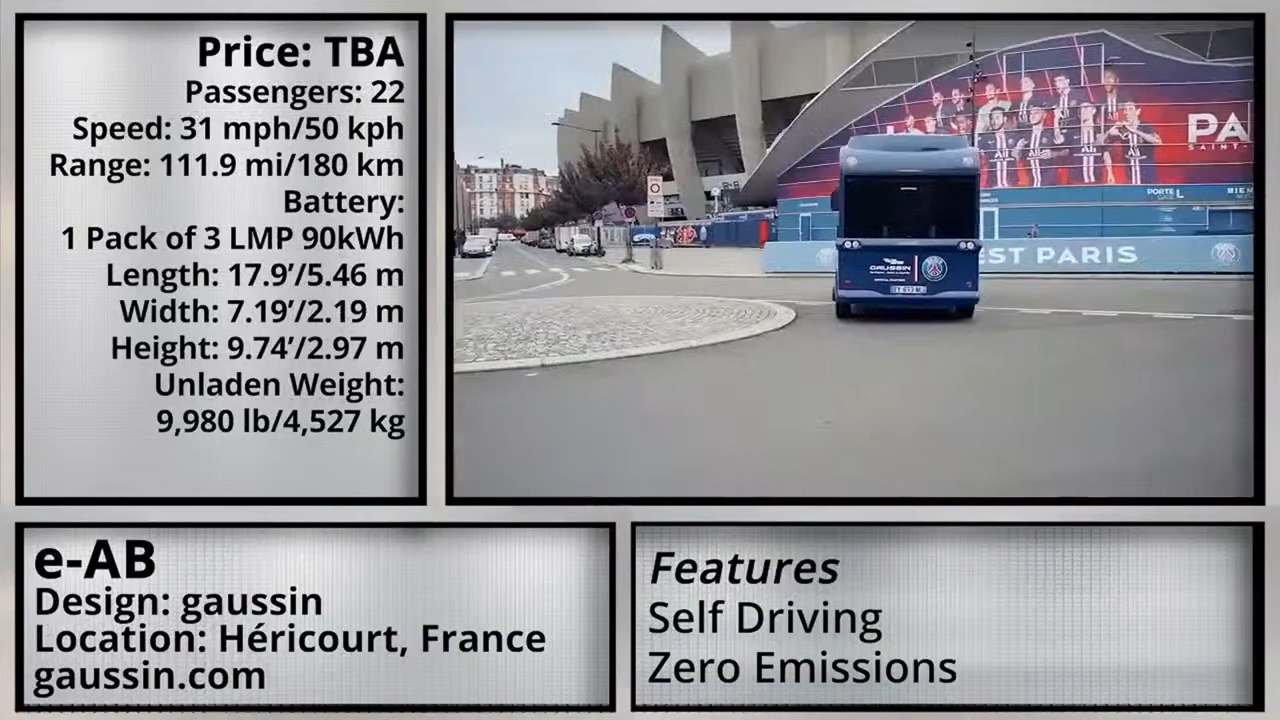 Price: TBA
Passengers: 22
Speed: 31 mph/50 kph
Range: 111.9 mi/180 km
Battery:
1 Pack of 3 LMP 90kWh
Length: 17.9’/5.46 m
Width: 7.19’/2.19 m
Height: 9.74’/2.97 m
Unladen Weight:
9,980 lb/4,527 kg
PA
SAINT-
PORTE L
BIEN
EST PARIS
GAUSSIN
e-AB
Design: gaussin
Location: Héricourt, France
gaussin.com
Features
Self Driving
Zero Emissions